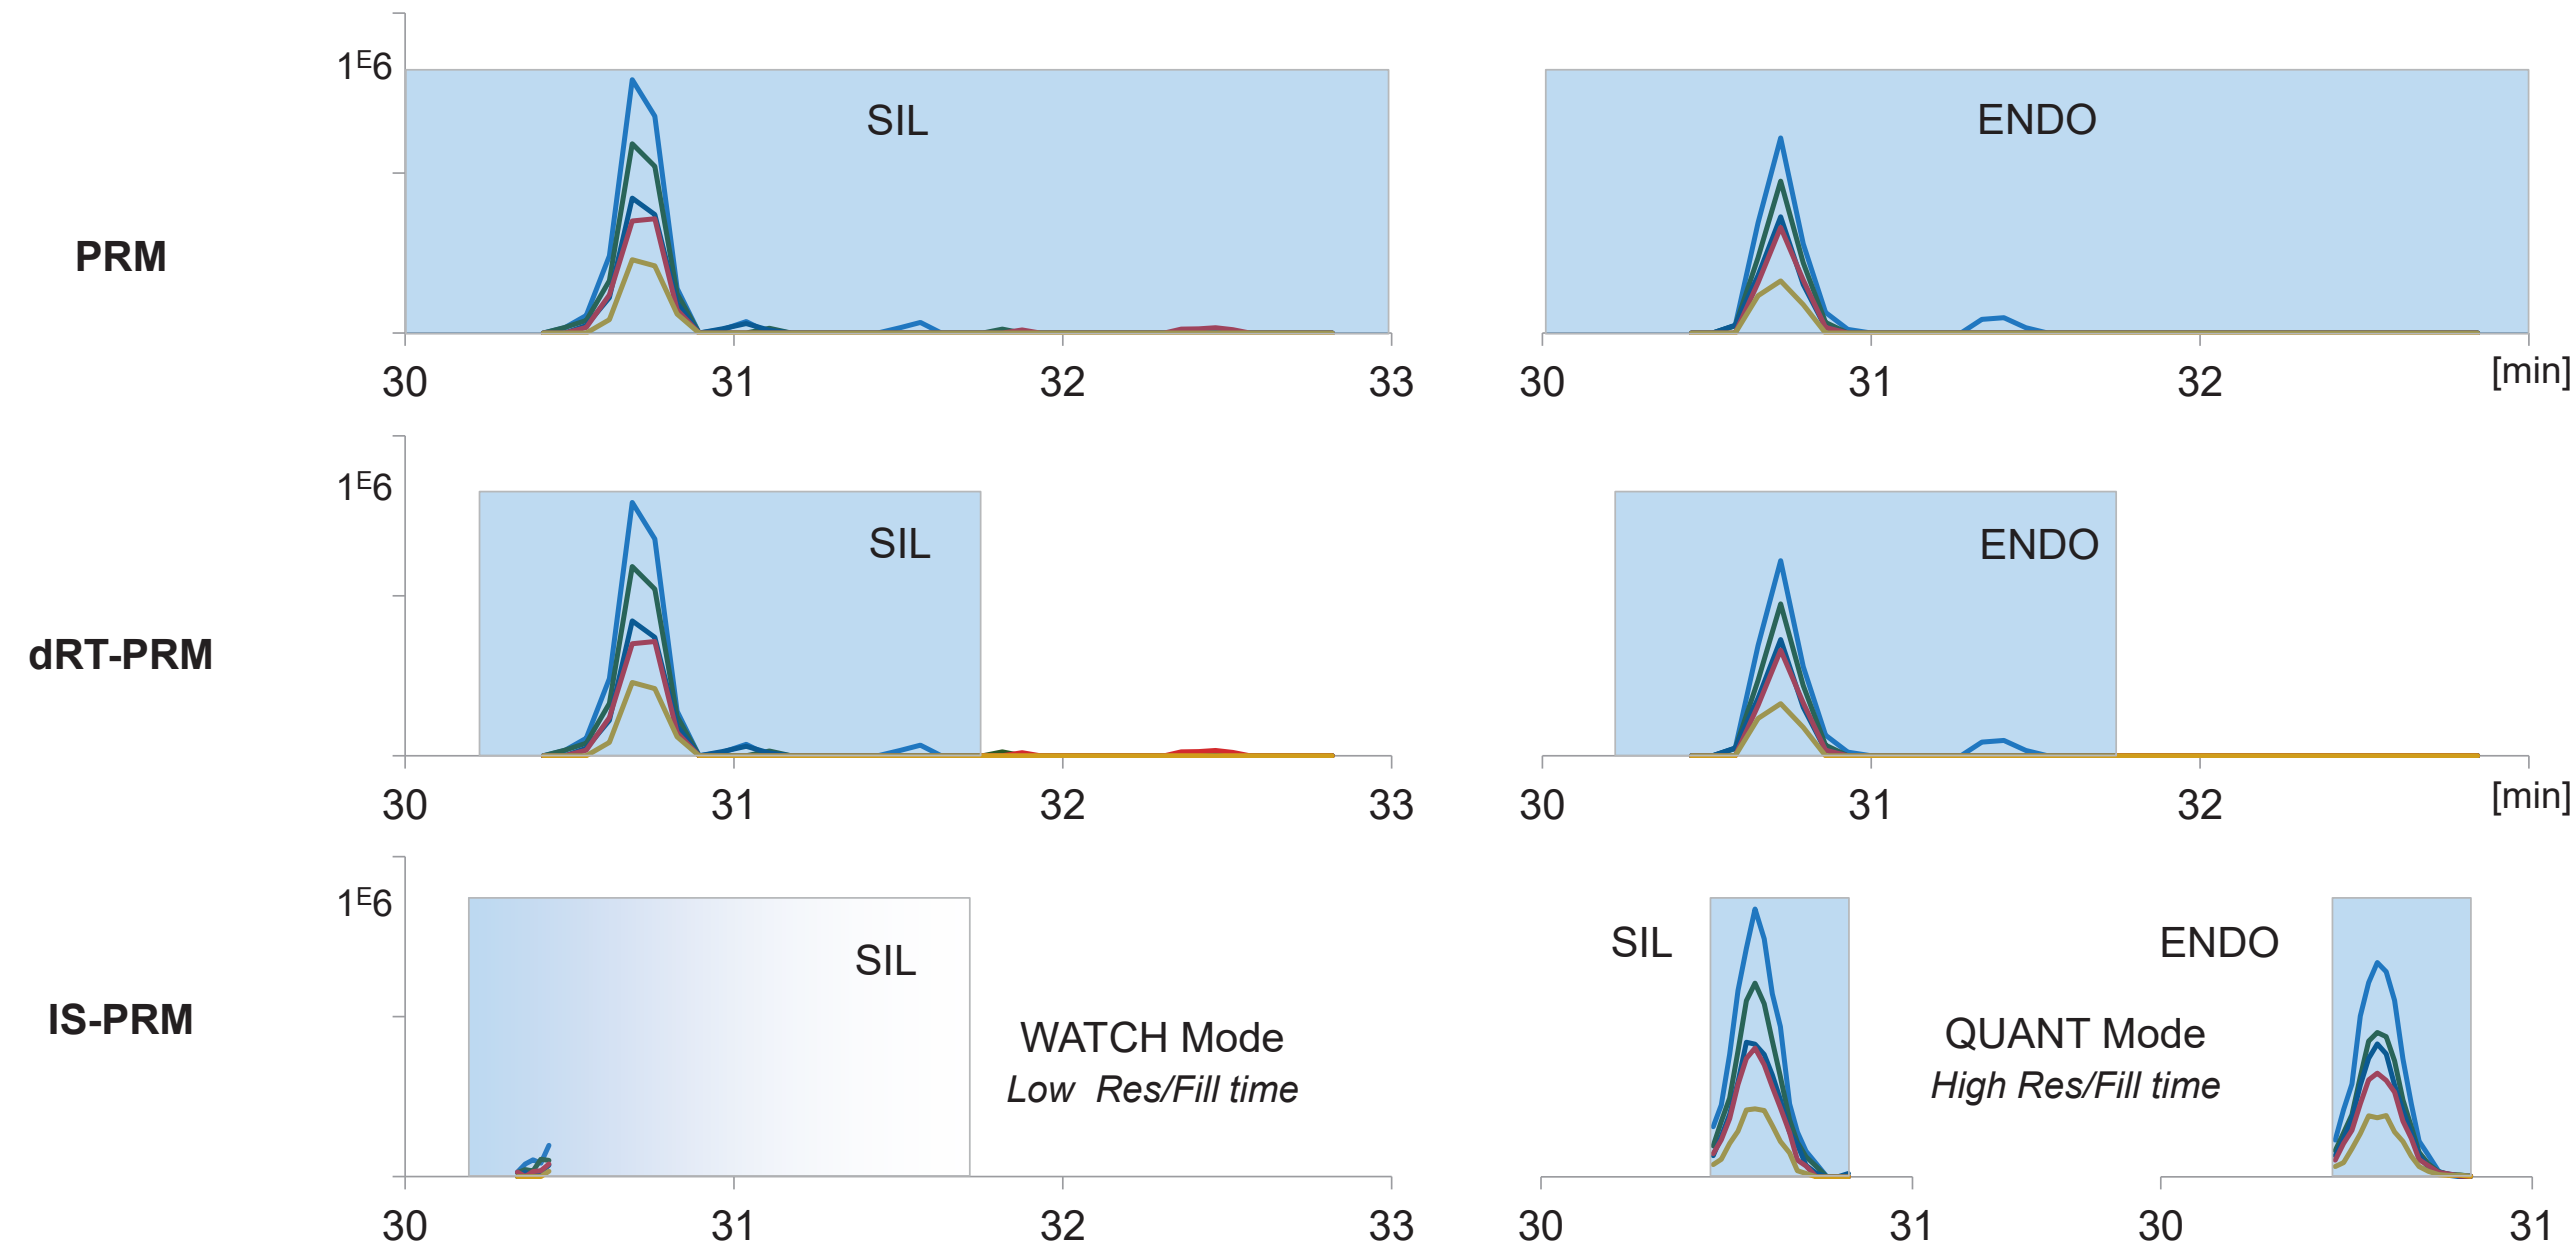 1E6
SIL
ENDO
PRM
30 31 32 33
30 31 32 [min]
1E6
SIL
ENDO
dRT-PRM
30 31 32 33
30 31 32 [min]
1E6
SIL
SIL
ENDO
IS-PRM
WATCH Mode
Low Res/Fill time
QUANT Mode
High Res/Fill time
30 31 32 33
30 31
30 31